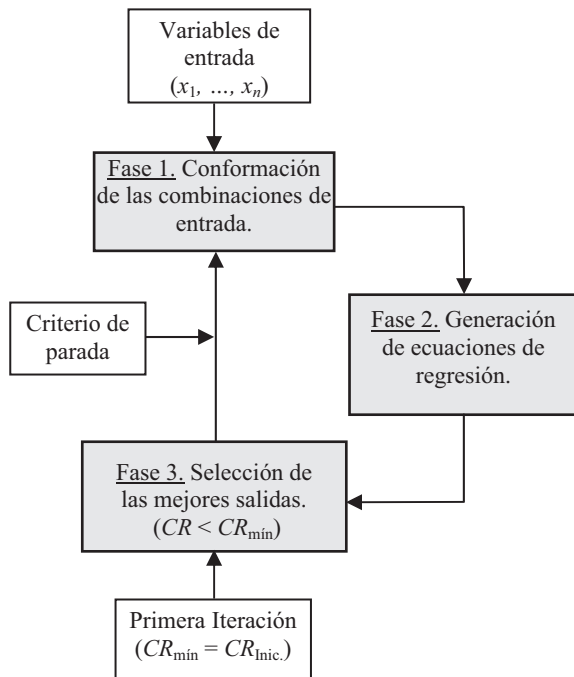 Variables de
entrada
(x1, ..., xn)
Fase 1. Conformación
de las combinaciones de
entrada.
Criterio de
parada
Fase 2. Generación
de ecuaciones de
regresión.
Fase 3. Selección de
las mejores salidas.
(CR < CRmín)
Primera Iteración
(CRmín = CRInic.)